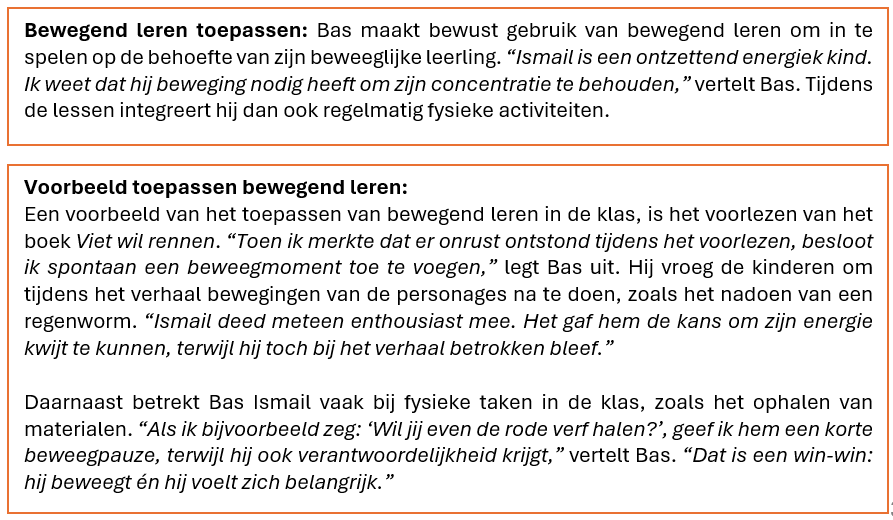 Bewegend leren toepassen: Bas maakt bewust gebruik van bewegend leren om in te
spelen op de behoefte van zijn beweeglijke leerling. “Ismail is een ontzettend energiek kind.
Ik weet dat hij beweging nodig heeft om zijn concentratie te behouden,” vertelt Bas. Tijdens
de lessen integreert hij dan ook regelmatig fysieke activiteiten.
Voorbeeld toepassen bewegend leren:
Een voorbeeld van het toepassen van bewegend leren in de klas, is het voorlezen van het
boek Viet wil rennen. “Toen ik merkte dat er onrust ontstond tijdens het voorlezen, besloot
ik spontaan een beweegmoment toe te voegen,” legt Bas uit. Hij vroeg de kinderen om
tijdens het verhaal bewegingen van de personages na te doen, zoals het nadoen van een
regenworm. “Ismail deed meteen enthousiast mee. Het gaf hem de kans om zijn energie
kwijt te kunnen, terwijl hij toch bij het verhaal betrokken bleef.”
Daarnaast betrekt Bas Ismail vaak bij fysieke taken in de klas, zoals het ophalen van
materialen. “Als ik bijvoorbeeld zeg: ‘Wil jij even de rode verf halen?’, geef ik hem een korte
beweegpauze, terwijl hij ook verantwoordelijkheid krijgt,” vertelt Bas. “Dat is een win-win:
hij beweegt én hij voelt zich belangrijk.”